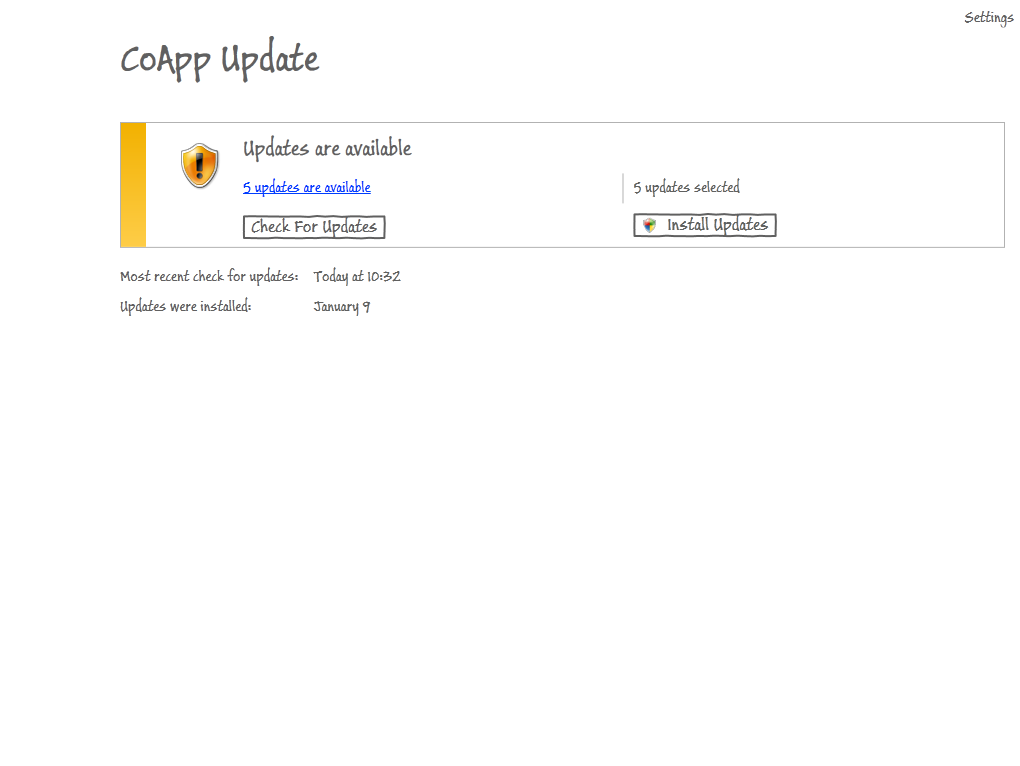 Settings
CoApp Update
Updates are available
5 updates are available
5 updates selected
Check For Updates
Install Updates
Most recent check for updates: Today at 10:32
Updates were installed: January 9